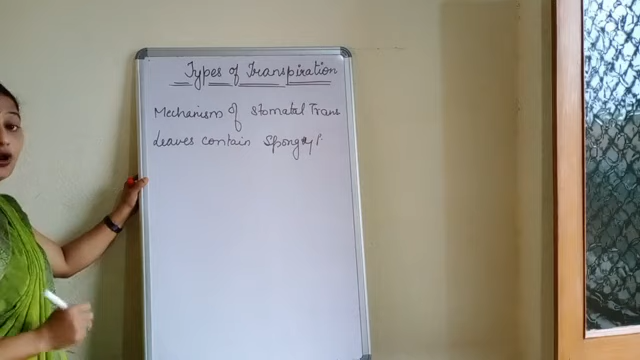 Types of Transpiration
Mechanism of Stomatal Trans
Leaves contain Spongy